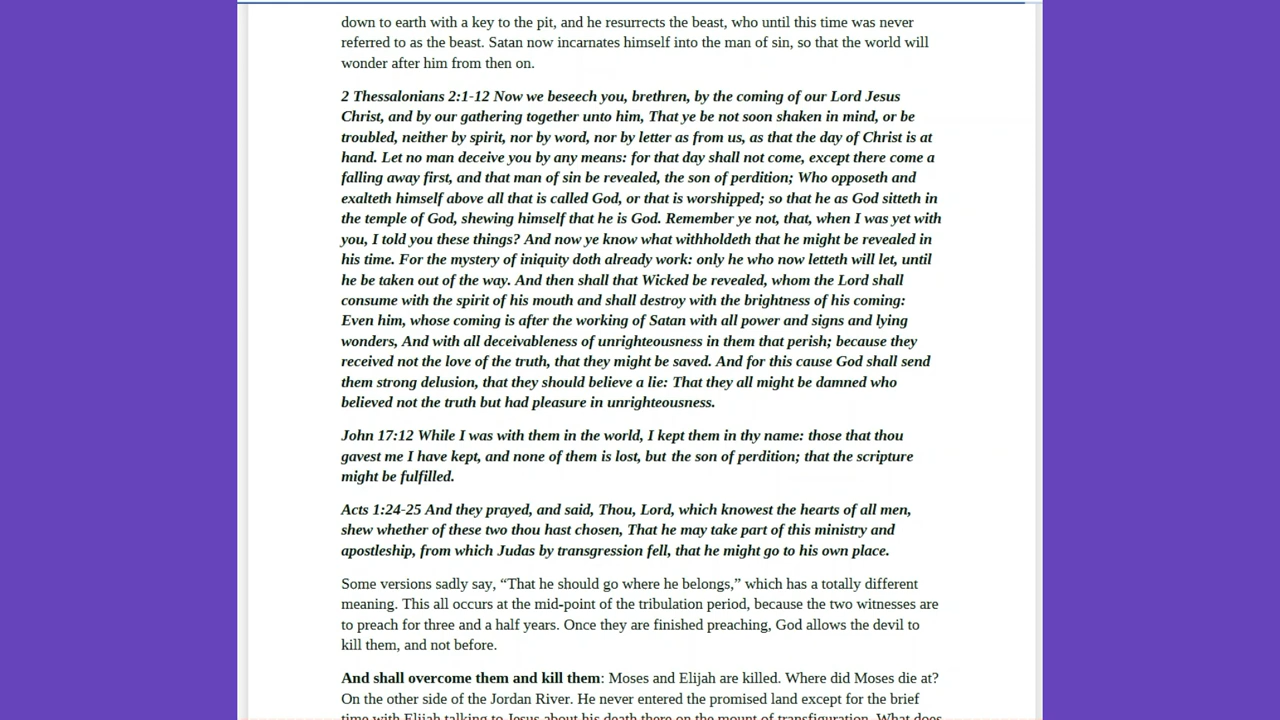 down to earth with a key to the pit, and he resurrects the beast, who until this time was never
referred to as the beast. Satan now incarnates himself into the man of sin, so that the world will
wonder after him from then on.
2 Thessalonians 2:1-12 Now we beseech you, brethren, by the coming of our Lord Jesus
Christ, and by our gathering together unto him, That ye be not soon shaken in mind, or be
troubled, neither by spirit, nor by word, nor by letter as from us, as that the day of Christ is at
hand. Let no man deceive you by any means: for that day shall not come, except there come a
falling away first, and that man of sin be revealed, the son of perdition; Who opposeth and
exalteth himself above all that is called God, or that is worshipped; so that he as God sitteth in
the temple of God, shewing himself that he is God. Remember ye not, that, when I was yet with
you, I told you these things? And now ye know what withholdeth that he might be revealed in
his time. For the mystery of iniquity doth already work: only he who now letteth will let, until
he be taken out of the way. And then shall that Wicked be revealed, whom the Lord shall
consume with the spirit of his mouth and shall destroy with the brightness of his coming:
Even him, whose coming is after the working of Satan with all power and signs and lying
wonders, And with all deceivableness of unrighteousness in them that perish; because they
received not the love of the truth, that they might be saved. And for this cause God shall send
them strong delusion, that they should believe a lie: That they all might be damned who
believed not the truth but had pleasure in unrighteousness.
John 17:12 While I was with them in the world, I kept them in thy name: those that thou
gavest me I have kept, and none of them is lost, but the son of perdition; that the scripture
might be fulfilled.
Acts 1:24-25 And they prayed, and said, Thou, Lord, which knowest the hearts of all men,
shew whether of these two thou hast chosen, That he may take part of this ministry and
apostleship, from which Judas by transgression fell, that he might go to his own place.
Some versions sadly say, “That he should go where he belongs,” which has a totally different
meaning. This all occurs at the mid-point of the tribulation period, because the two witnesses are
to preach for three and a half years. Once they are finished preaching, God allows the devil to
kill them, and not before.
And shall overcome them and kill them: Moses and Elijah are killed. Where did Moses die at?
On the other side of the Jordan River. He never entered the promised land except for the brief
time with Elijah talking to Jesus about his death there on the mount of transfiguration. What does